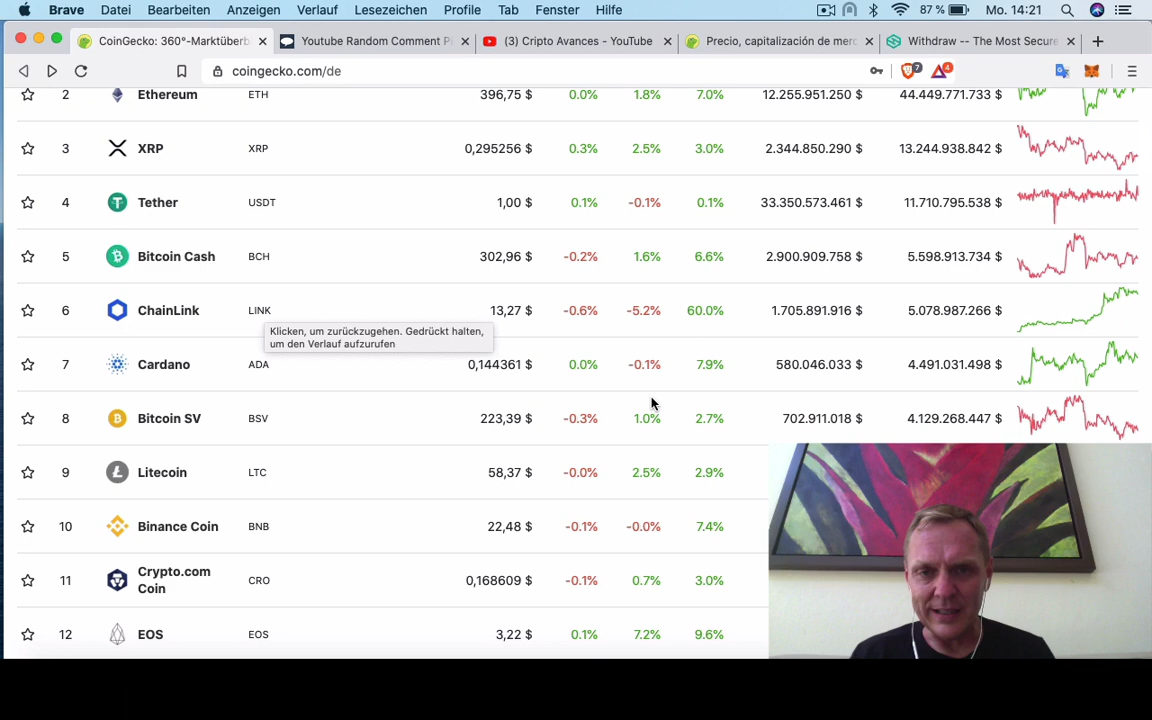 Brave Datei Bearbeiten Anzeigen Verlauf Lesezeichen Profile Tab Fenster Hilfe 87 % Mo. 14:21
CoinGecko: 360°-Marktüberb Youtube Random Comment Pi (3) Cripto Avances - YouTube Precio, capitalización de merc Withdraw -- The Most Secure
coingecko.com/de 7 4
2 Ethereum ETH 396,75 $ 0.0% 1.8% 7.0% 12.255.951.250 $ 44.449.771.733 $
3 XRP XRP 0,295256 $ 0.3% 2.5% 3.0% 2.344.850.290 $ 13.244.938.842 $
4 Tether USDT 1,00 $ 0.1% -0.1% 0.1% 33.350.573.461 $ 11.710.795.538 $
5 Bitcoin Cash BCH 302,96 $ -0.2% 1.6% 6.6% 2.900.909.758 $ 5.598.913.734 $
6 ChainLink LINK 13,27 $ -0.6% -5.2% 60.0% 1.705.891.916 $ 5.078.987.266 $
Klicken, um zurückzugehen. Gedrückt halten,
um den Verlauf aufzurufen
7 Cardano ADA 0,144361 $ 0.0% -0.1% 7.9% 580.046.033 $ 4.491.031.498 $
8 Bitcoin SV BSV 223,39 $ -0.3% 1.0% 2.7% 702.911.018 $ 4.129.268.447 $
9 Litecoin LTC 58,37 $ -0.0% 2.5% 2.9%
10 Binance Coin BNB 22,48 $ -0.1% -0.0% 7.4%
11 Crypto.com
Coin CRO 0,168609 $ -0.1% 0.7% 3.0%
12 EOS EOS 3,22 $ 0.1% 7.2% 9.6%